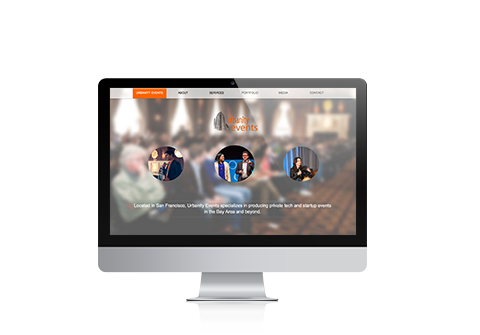 URBANITY EVENTS ABOUT SERVICES PORTFOLIO MEDIA CONTACT
urbanity
events
Located in San Francisco, Urbanity Events specializes in producing private tech and startup events
in the Bay Area and beyond.